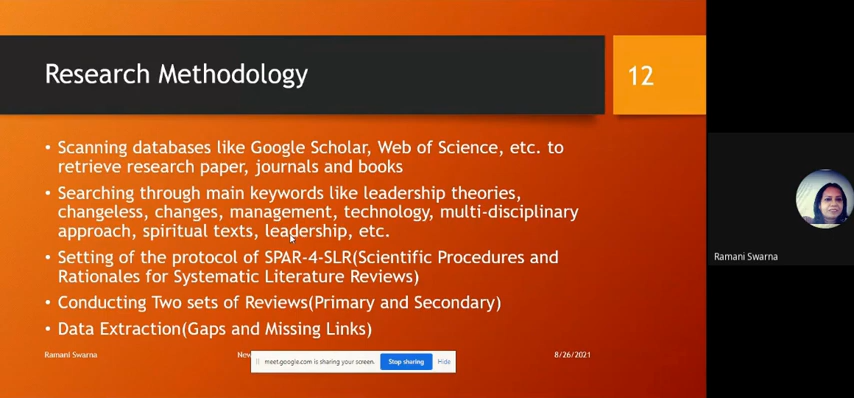 Research Methodology
12
• Scanning databases like Google Scholar, Web of Science, etc. to
retrieve research paper, journals and books
• Searching through main keywords like leadership theories,
changeless, changes, management, technology, multi-disciplinary
approach, spiritual texts, leadership, etc.
• Setting of the protocol of SPAR-4-SLR(Scientific Procedures and
Rationales for Systematic Literature Reviews)
• Conducting Two sets of Reviews(Primary and Secondary)
• Data Extraction(Gaps and Missing Links)
Ramani Swarna
8/26/2021
meet.google.com is sharing your screen.
Stop sharing
Hide
Ramani Swarna